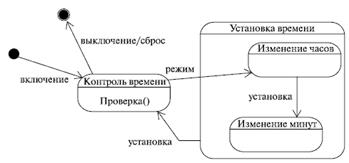 выключение/сброс
Установка времени
Изменение часов
режим
включение
Контроль времени
Проверка()
установка
установка
Изменение минут